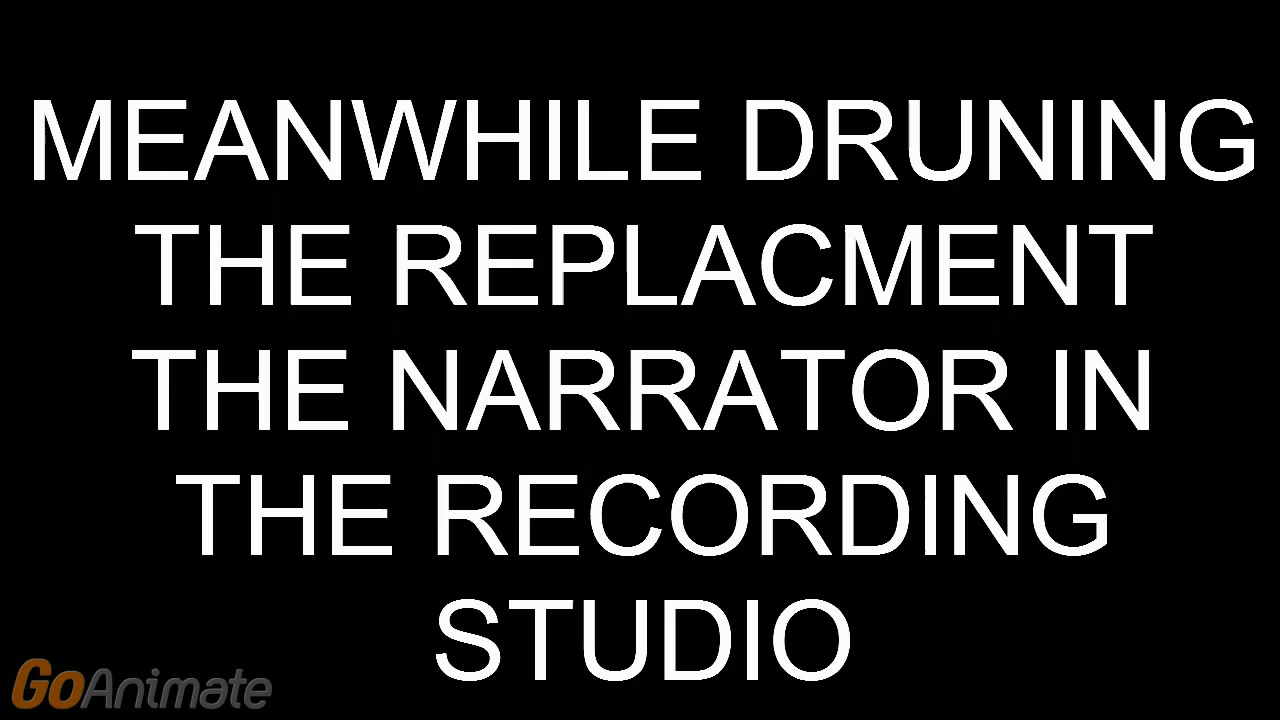 MEANWHILE DRUNING
THE REPLACMENT
THE NARRATOR IN
THE RECORDING
STUDIO
GoAnimate